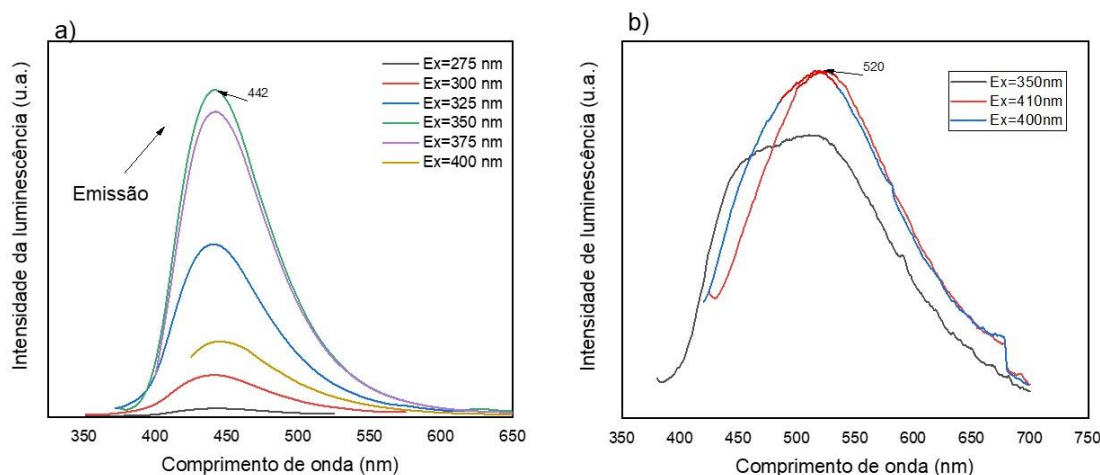 a)
442
Emissão
Ex=275 nm
Ex=300 nm
Ex=325 nm
Ex=350 nm
Ex=375 nm
Ex=400 nm
Intensidade da luminescência (u.a.)
350 400 450 500 550 600 650
Comprimento de onda (nm)
b)
520
Ex=350nm
Ex=410nm
Ex=400nm
Intensidade de luminescência (u.a.)
350 400 450 500 550 600 650 700 750
Comprimento de onda (nm)